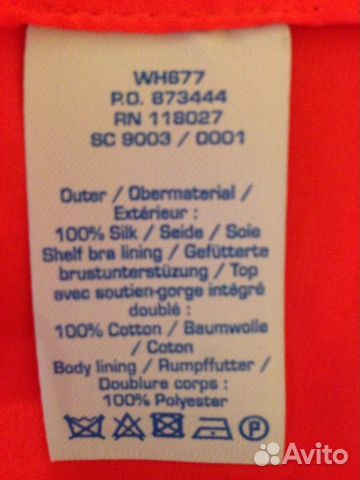 WH677
P.O. 873444
RN 118027
SC 9003 / 0001
Outer / Obermaterial /
Extérieur :
100% Silk / Seide / Soie
Shelf bra lining / Gefütterte
brustunterstüzung / Top
avec soutien-gorge intégré
doublé :
100% Cotton / Baumwolle
/ Coton
Body lining / Rumpffutter /
Doublure corps :
100% Polyester
P
Avito